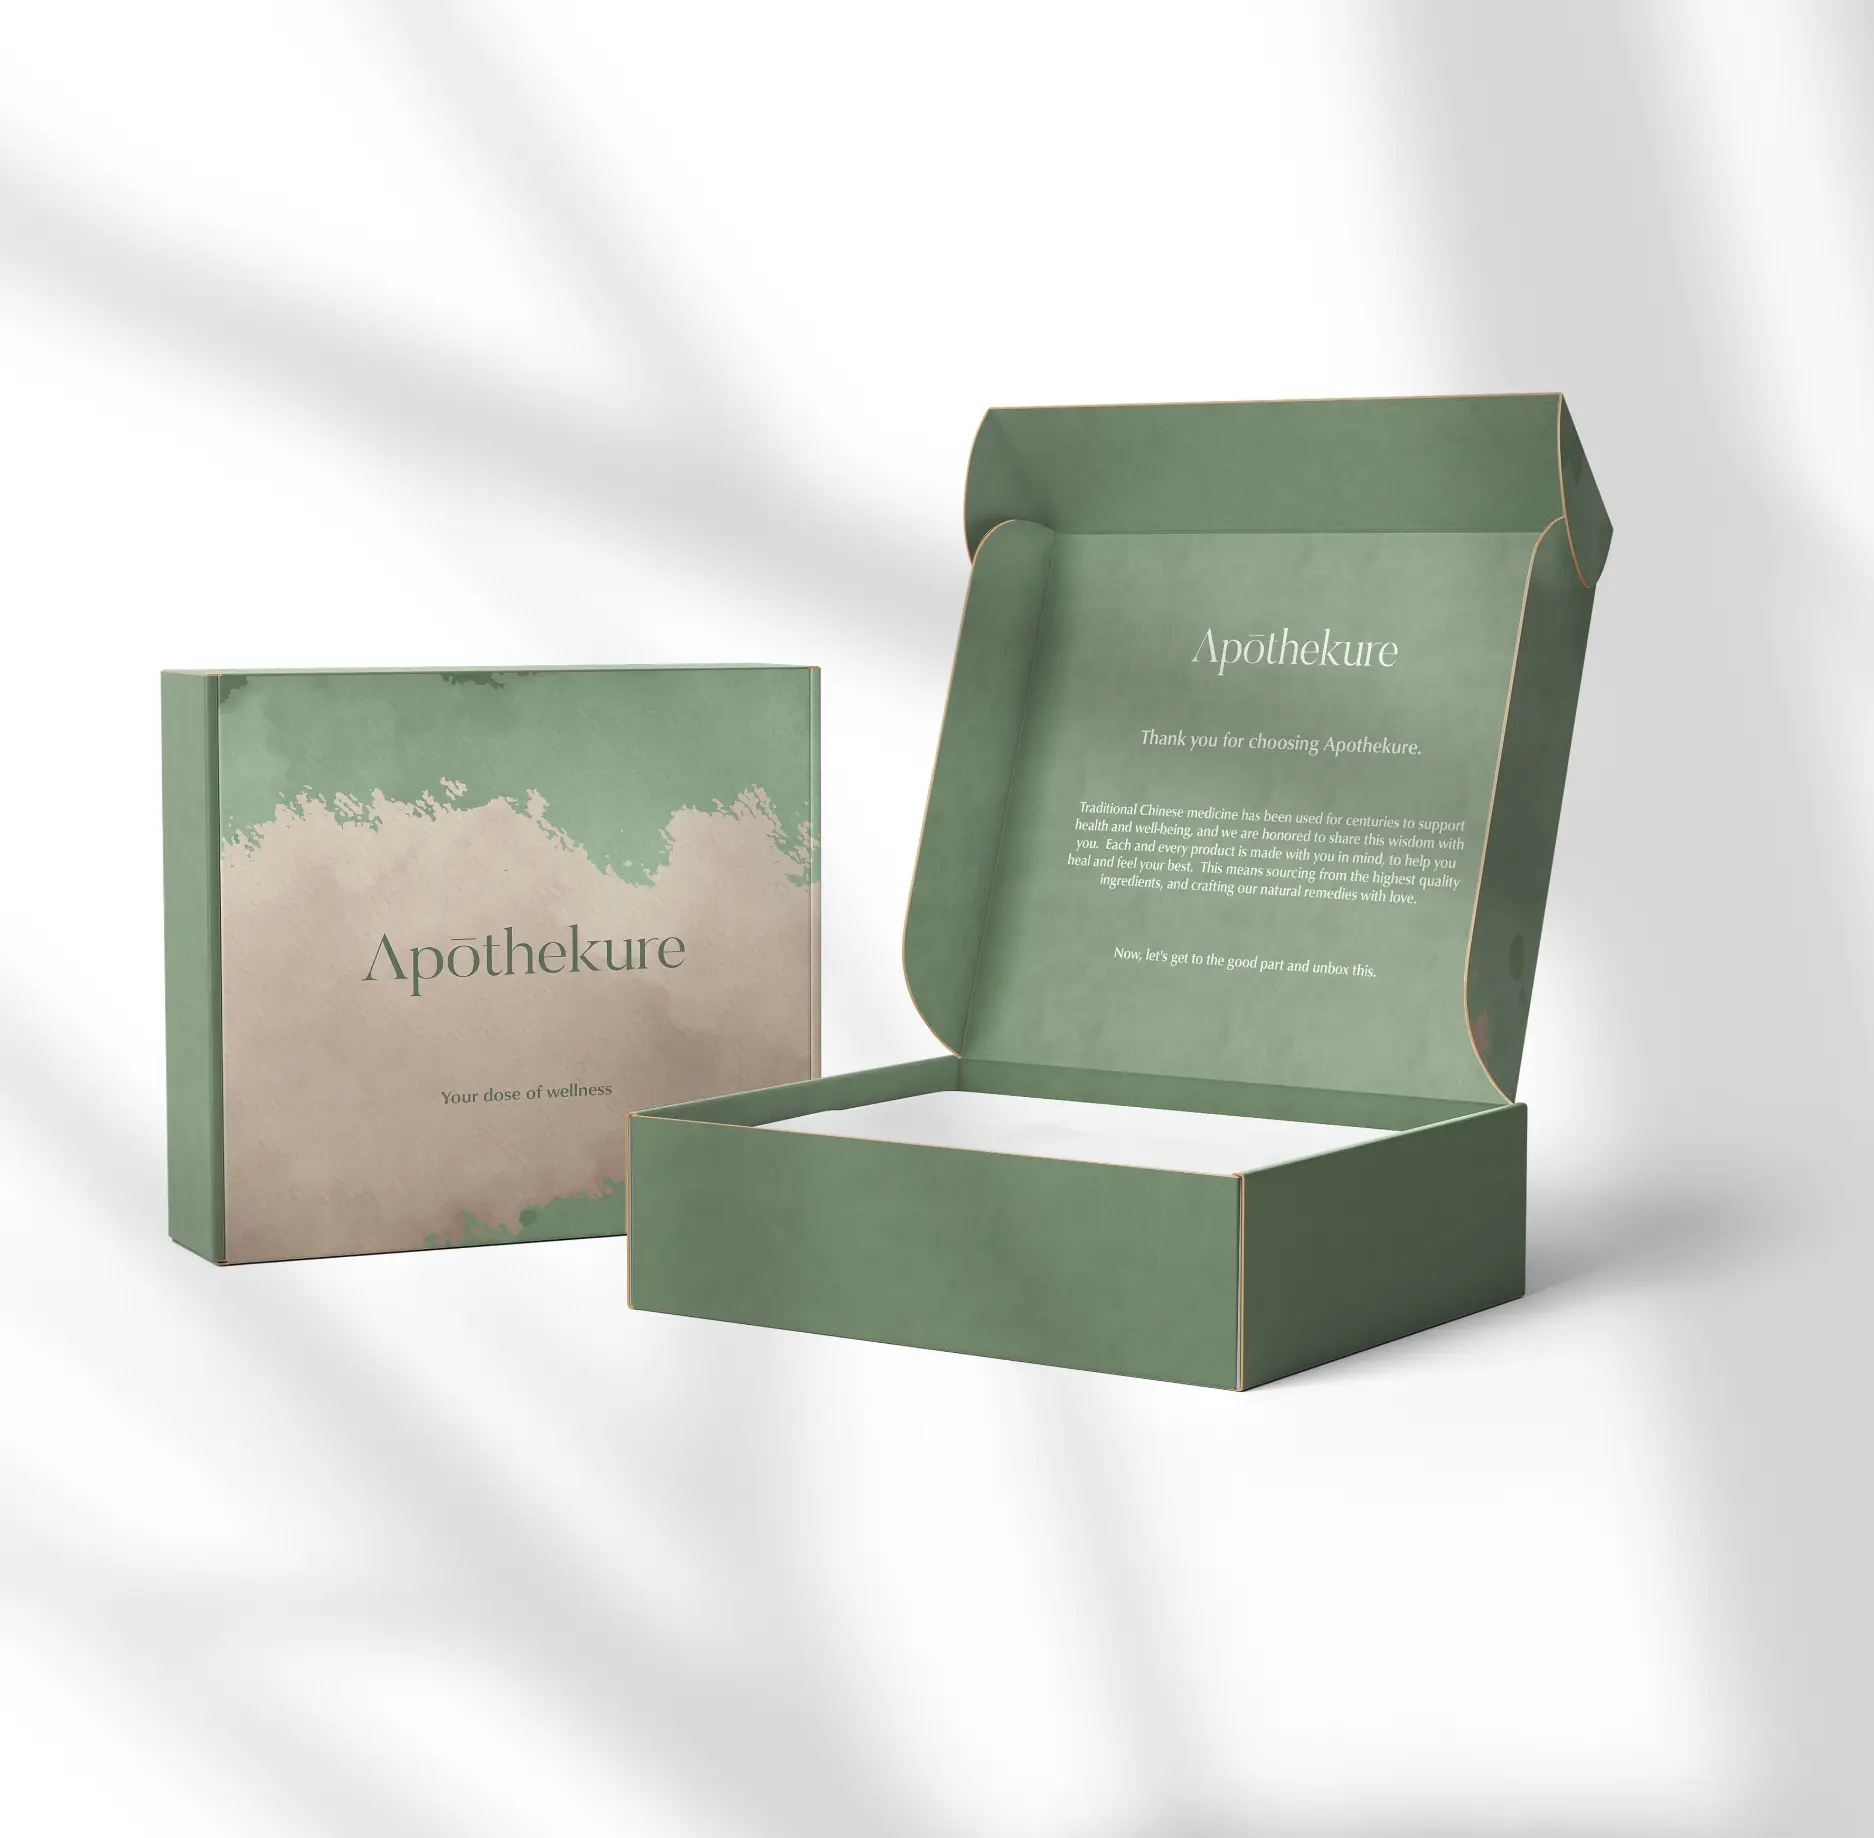 Apōthekure
Your dose of wellness
Apōthekure
Thank you for choosing Apothekure.
Traditional Chinese medicine has been used for centuries to support
health and well-being, and we are honored to share this wisdom with
you. Each and every product is made with you in mind, to help you
heal and feel your best. This means sourcing from the highest quality
ingredients, and crafting our natural remedies with love.
Now, let's get to the good part and unbox this.